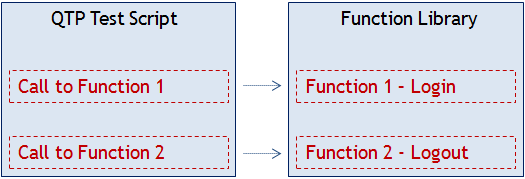 QTP Test Script
Call to Function 1
Call to Function 2
Function Library
Function 1 - Login
Function 2 - Logout